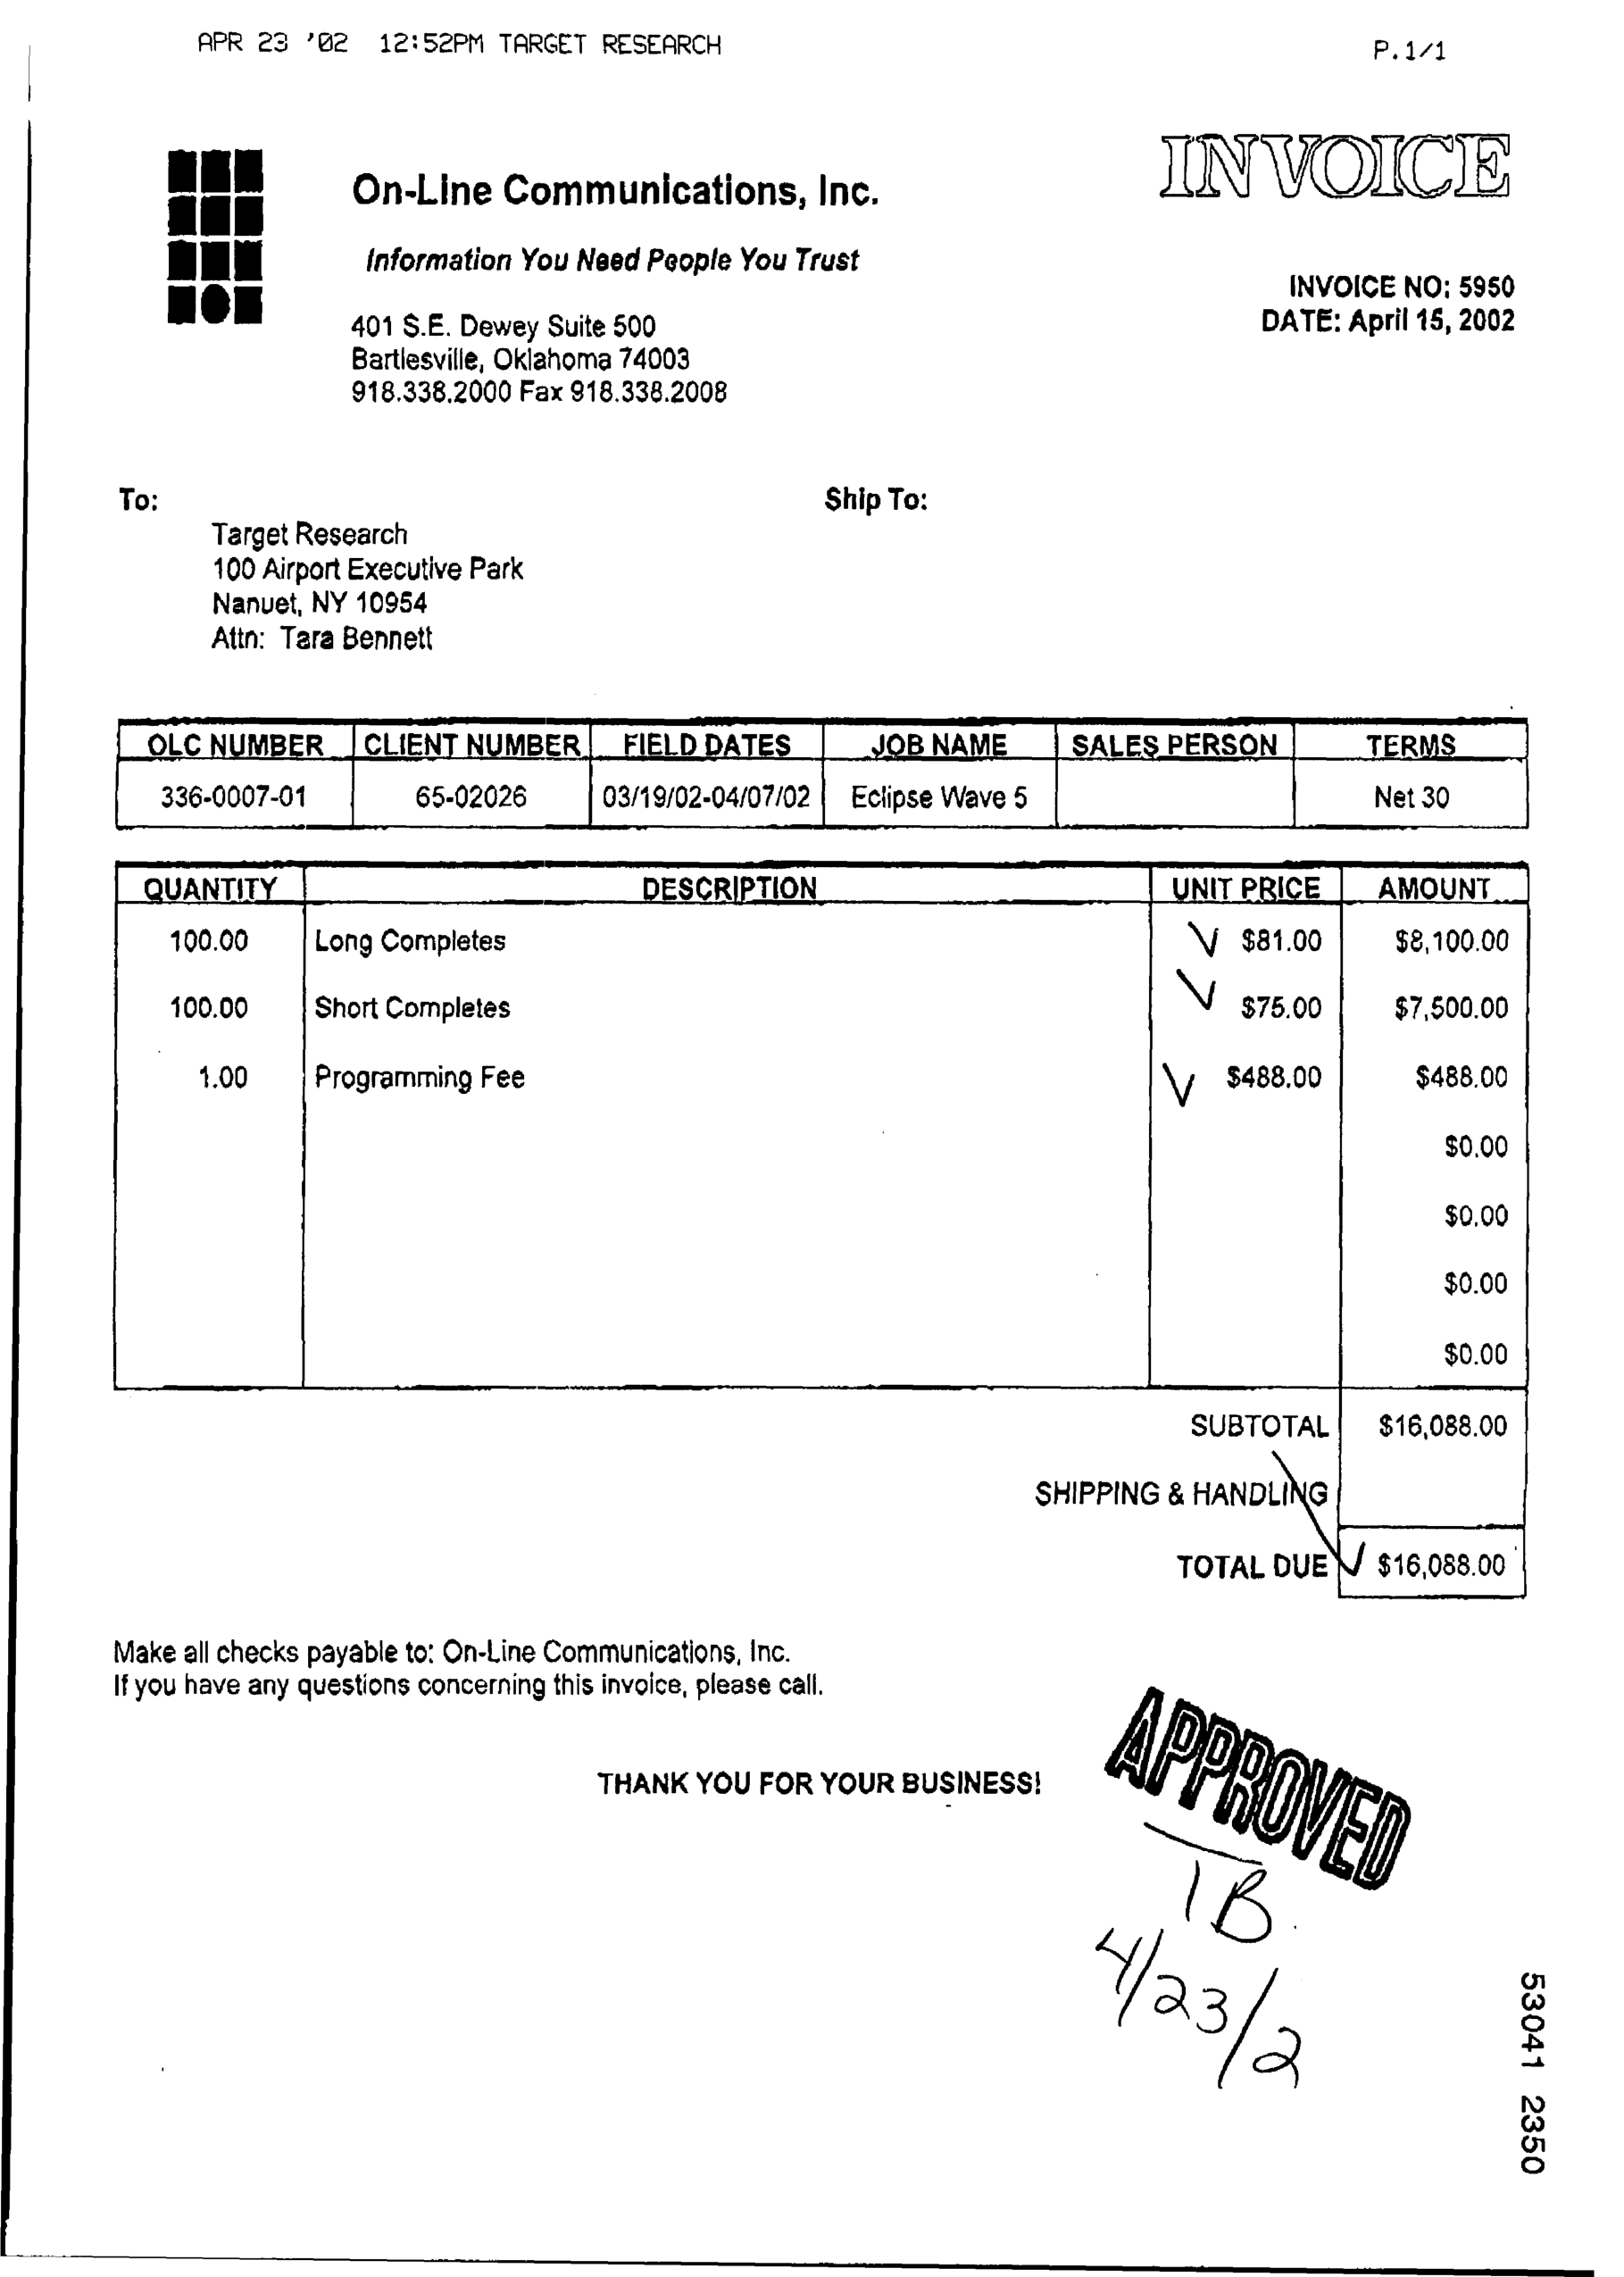 APR 23 '02 12:52PM TARGET RESEARCH P.1/1
INVOICE
On-Line Communications, Inc.
Information You Need People You Trust
INVOICE NO: 5950
DATE: April 15, 2002
401 S.E. Dewey Suite 500
Bartlesville, Oklahoma 74003
918.338.2000 Fax 918.338.2008
To:
Ship To:
Target Research
100 Airport Executive Park
Nanuet, NY 10954
Attn: Tara Bennett
OLC NUMBER CLIENT NUMBER FIELD DATES JOB NAME SALES PERSON TERMS
336-0007-01 65-02026 03/19/02-04/07/02 Eclipse Wave 5 Net 30
QUANTITY DESCRIPTION UNIT PRICE AMOUNT
100.00 Long Completes $81.00 $8,100.00
100.00 Short Completes $75.00 $7,500.00
1.00 Programming Fee $488.00 $488.00
$0.00
$0.00
$0.00
$0.00
SUBTOTAL $16,088.00
SHIPPING & HANDLING
TOTAL DUE $16,088.00
Make all checks payable to: On-Line Communications, Inc.
If you have any questions concerning this invoice, please call.
THANK YOU FOR YOUR BUSINESS!
APPROVED
TB
4/23/2
53041 2350